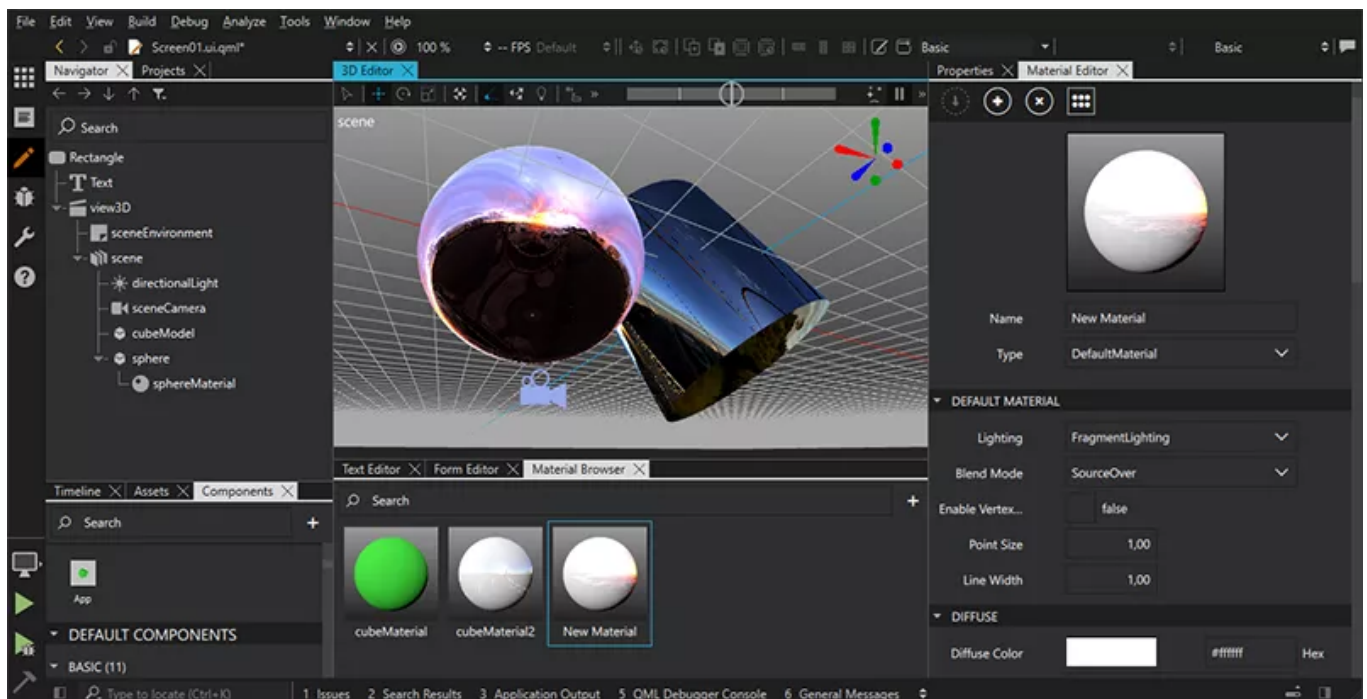 File Edit View Build Debug Analyze Tools Window Help
Screen01.ui.qml* 100 % -- FPS Default Basic Basic
Navigator Projects
3D Editor
Properties Material Editor
Search
scene
Rectangle
Text
view3D
sceneEnvironment
scene
directionalLight
sceneCamera
cubeModel
sphere
sphereMaterial
Name New Material
Type DefaultMaterial
DEFAULT MATERIAL
Lighting FragmentLighting
Blend Mode SourceOver
Enable Vertex... false
Point Size 1,00
Line Width 1,00
DIFFUSE
Diffuse Color #ffffff Hex
Text Editor Form Editor Material Browser
Search
cubeMaterial cubeMaterial2 New Material
Timeline Assets Components
Search
App
DEFAULT COMPONENTS
BASIC (11)
Type to locate (Ctrl+K) 1 Issues 2 Search Results 3 Application Output 5 QML Debugger Console 6 General Messages